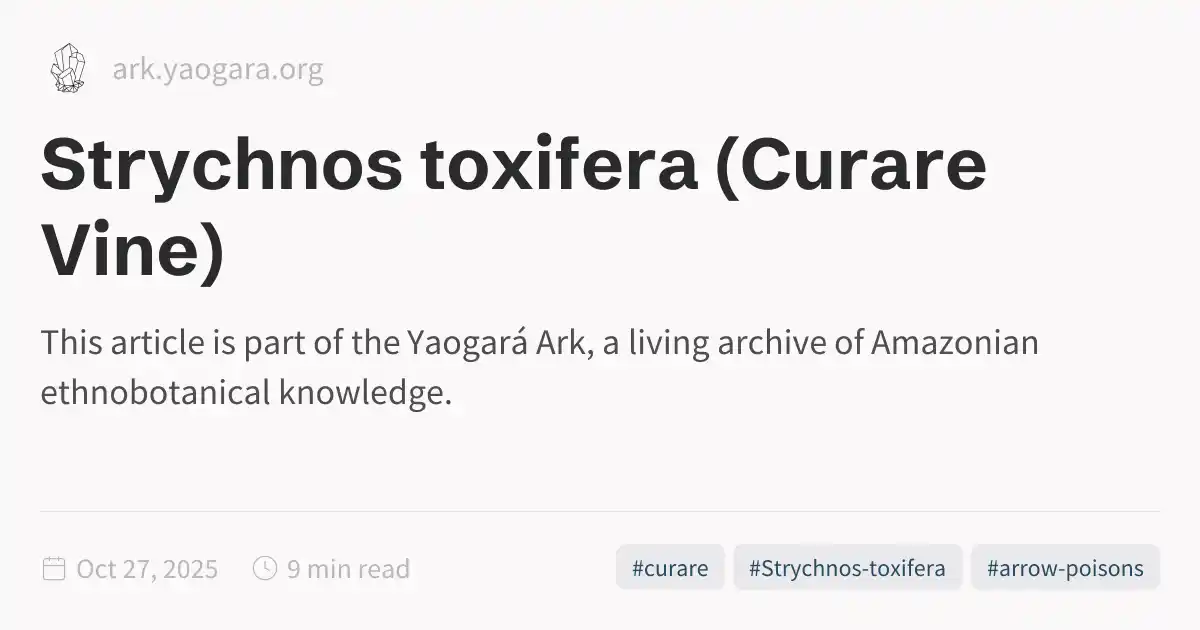 ark.yaogara.org
Strychnos toxifera (Curare
Vine)
This article is part of the Yaogará Ark, a living archive of Amazonian
ethnobotanical knowledge.
Oct 27, 2025 9 min read #curare #Strychnos-toxifera #arrow-poisons